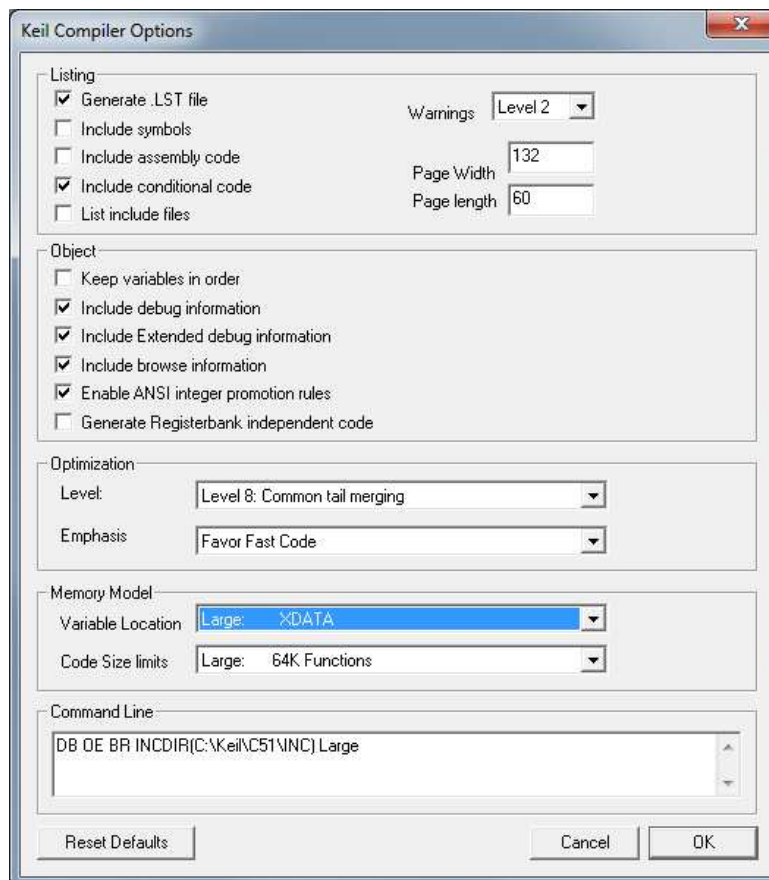 Keil Compiler Options
Listing
Generate .LST file
Include symbols
Include assembly code
Include conditional code
List include files
Warnings Level 2
Page Width 132
Page length 60
Object
Keep variables in order
Include debug information
Include Extended debug information
Include browse information
Enable ANSI integer promotion rules
Generate Registerbank independent code
Optimization
Level: Level 8: Common tail merging
Emphasis Favor Fast Code
Memory Model
Variable Location Large: XDATA
Code Size limits Large: 64K Functions
Command Line
DB OE BR INCDIR(C:\Keil\C51\INC) Large
Reset Defaults Cancel OK